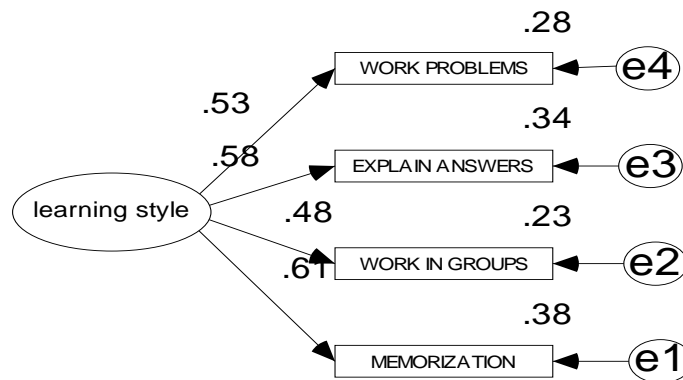 .28
WORK PROBLEMS
e4
.53
.34
.58
EXPLAIN ANSWERS
e3
learning style
.48
.23
WORK IN GROUPS
e2
.61
.38
MEMORIZATION
e1